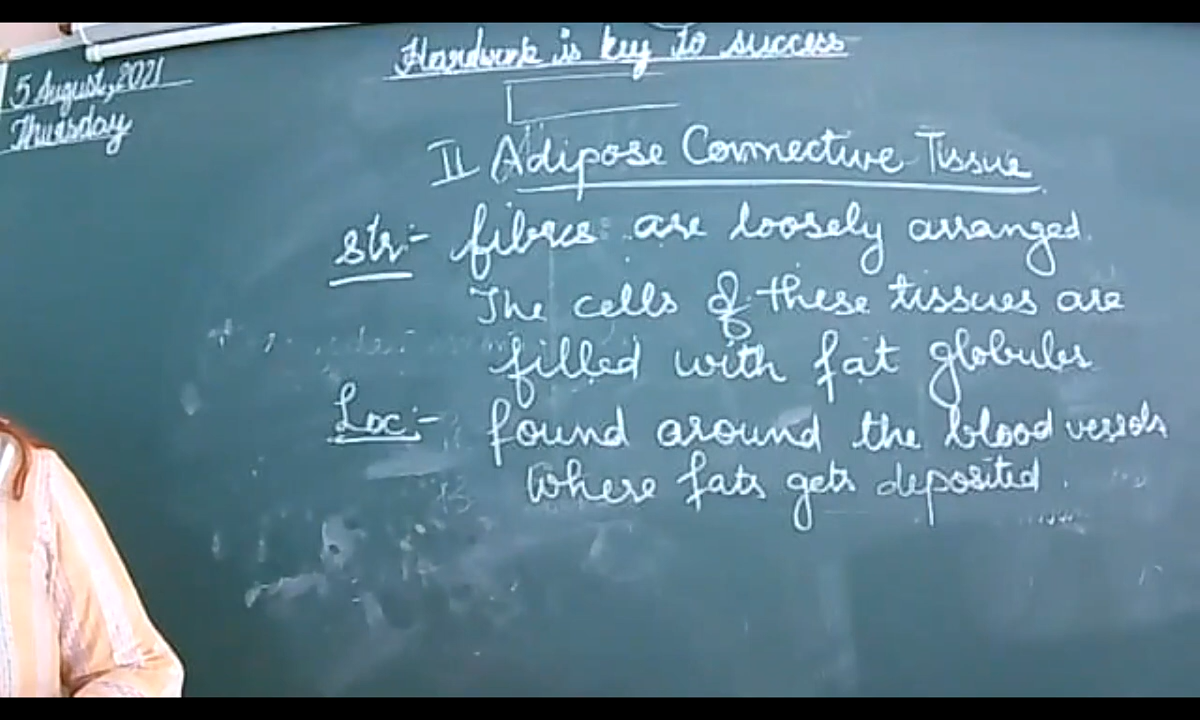 Hardwork is key to success
5 August, 2021
Thursday
II Adipose Connective Tissue
Str:- fibres are loosely arranged.
The cells of these tissues are
filled with fat globules
Loc:- found around the blood vessels
where fats gets deposited.